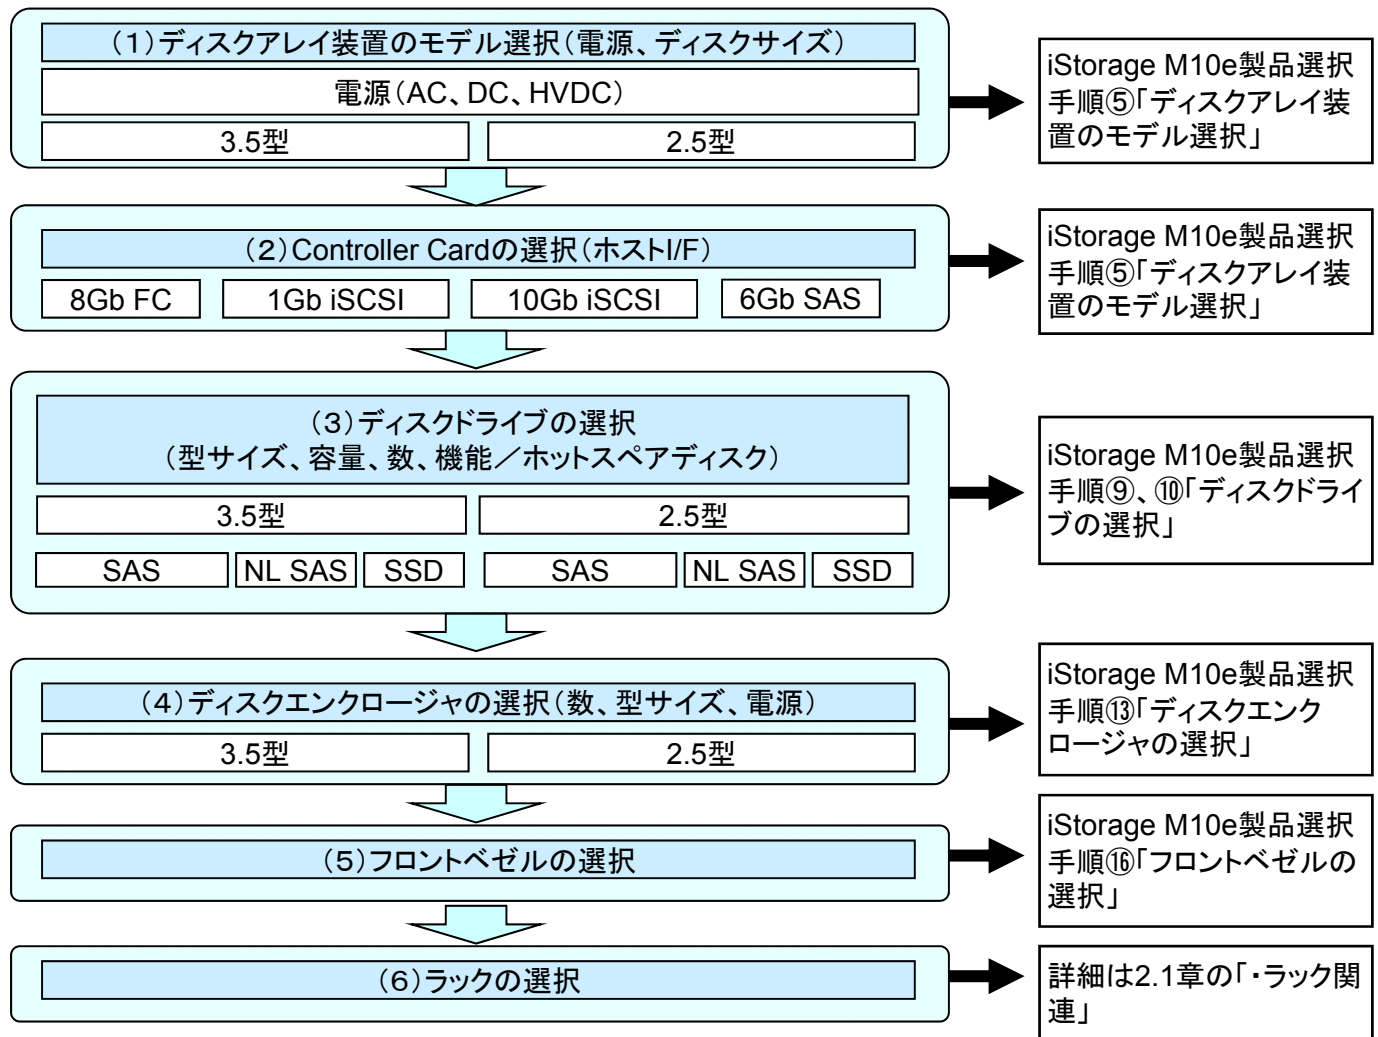 （1）ディスクアレイ装置のモデル選択（電源、ディスクサイズ）
電源（AC、DC、HVDC）
3.5型
2.5型
iStorage M10e製品選択
手順⑤「ディスクアレイ装
置のモデル選択」
（2）Controller Cardの選択（ホストI/F）
8Gb FC
1Gb iSCSI
10Gb iSCSI
6Gb SAS
iStorage M10e製品選択
手順⑤「ディスクアレイ装
置のモデル選択」
（3）ディスクドライブの選択
（型サイズ、容量、数、機能／ホットスペアディスク）
3.5型
2.5型
SAS
NL SAS
SSD
SAS
NL SAS
SSD
iStorage M10e製品選択
手順⑨、⑩「ディスクドライ
ブの選択」
（4）ディスクエンクロージャの選択（数、型サイズ、電源）
3.5型
2.5型
iStorage M10e製品選択
手順⑬「ディスクエンク
ロージャの選択」
（5）フロントベゼルの選択
iStorage M10e製品選択
手順⑯「フロントベゼルの
選択」
（6）ラックの選択
詳細は2.1章の「・ラック関
連」